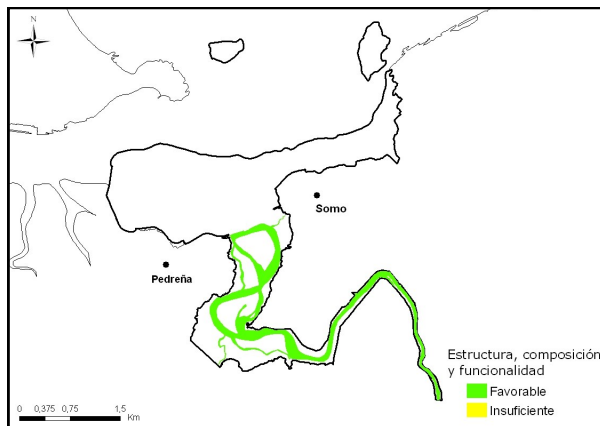 N
Somo
Pedreña
Estructura, composición
y funcionalidad
Favorable
Insuficiente
0 0,375 0,75 1,5
Km